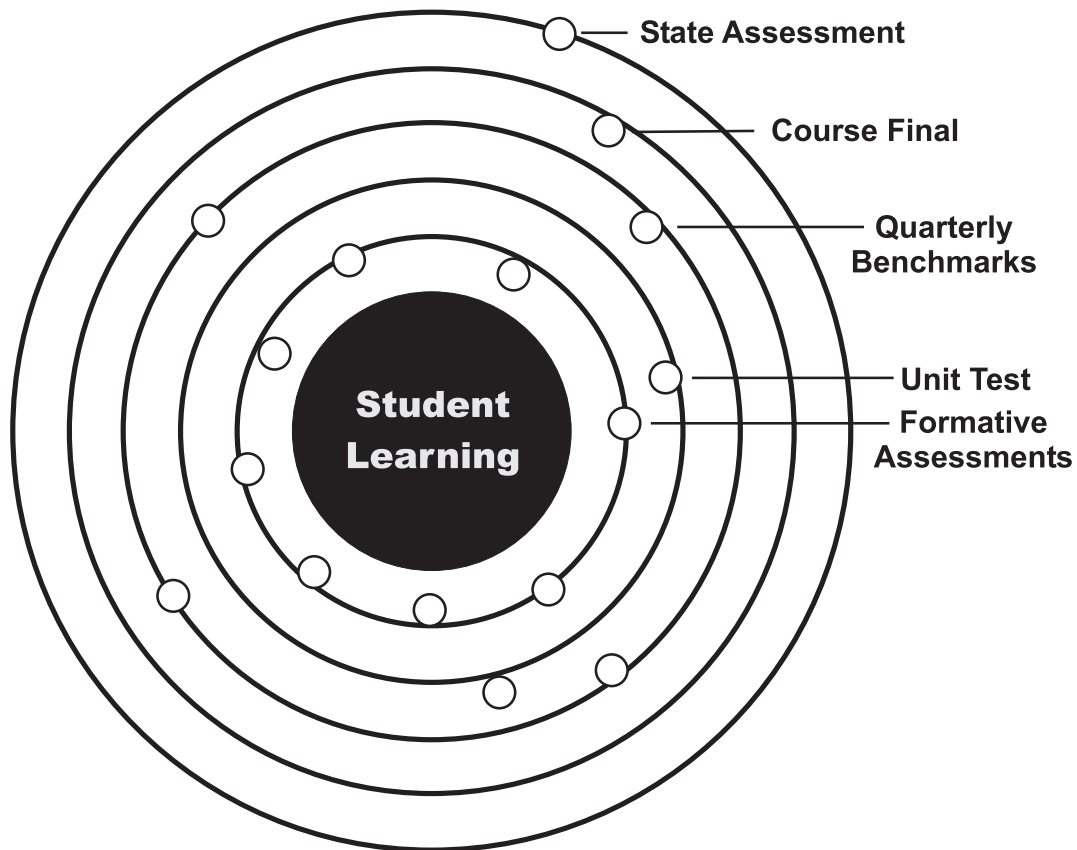 State Assessment
Course Final
Quarterly
Benchmarks
Unit Test
Formative
Assessments
Student
Learning